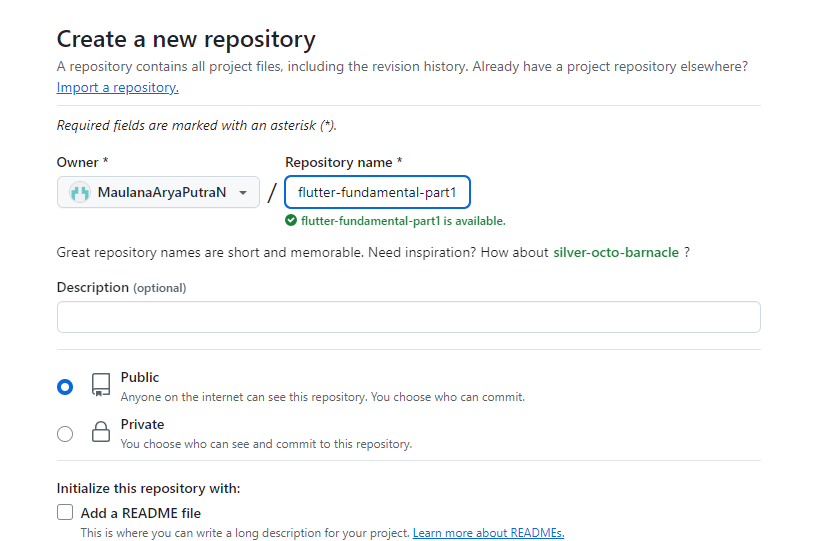 Create a new repository
A repository contains all project files, including the revision history. Already have a project repository elsewhere?
Import a repository.
Required fields are marked with an asterisk (*).
Owner *
Repository name *
MaulanaAryaPutraN
/
flutter-fundamental-part1
flutter-fundamental-part1 is available.
Great repository names are short and memorable. Need inspiration? How about silver-octo-barnacle ?
Description (optional)
Public
Anyone on the internet can see this repository. You choose who can commit.
Private
You choose who can see and commit to this repository.
Initialize this repository with:
Add a README file
This is where you can write a long description for your project. Learn more about READMEs.